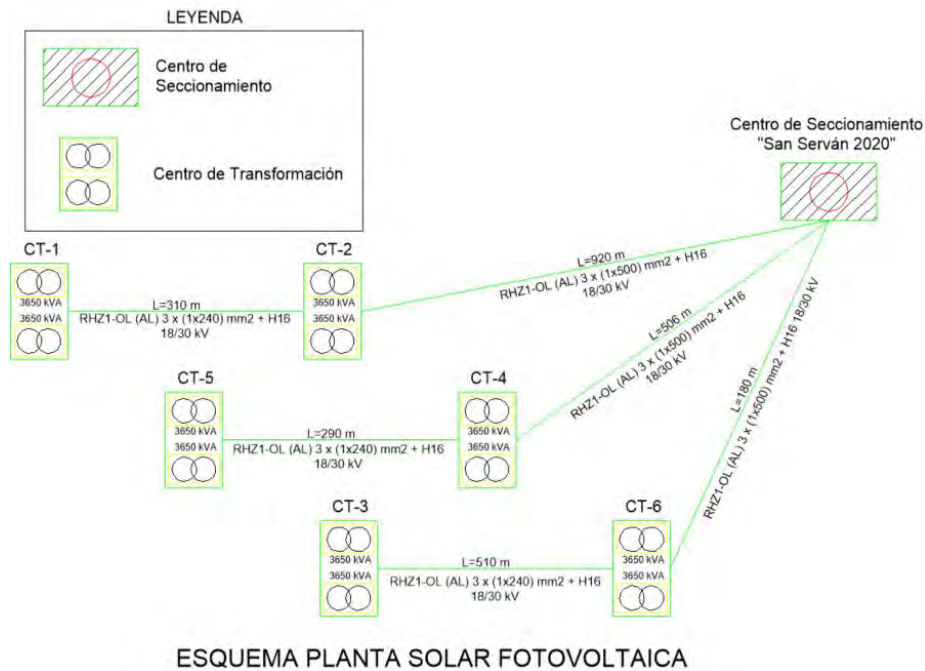 LEYENDA
Centro de
Seccionamiento
Centro de Transformación
Centro de Seccionamiento
"San Serván 2020"
CT-1
3650 kVA
3650 kVA
L=310 m
RHZ1-OL (AL) 3 x (1x240) mm2 + H16
18/30 kV
CT-2
3650 kVA
3650 kVA
L=920 m
RHZ1-OL (AL) 3 x (1x500) mm2 + H16
18/30 kV
CT-5
3650 kVA
3650 kVA
L=290 m
RHZ1-OL (AL) 3 x (1x240) mm2 + H16
18/30 kV
CT-4
3650 kVA
3650 kVA
L=506 m
RHZ1-OL (AL) 3 x (1x500) mm2 + H16
18/30 kV
CT-3
3650 kVA
3650 kVA
L=510 m
RHZ1-OL (AL) 3 x (1x240) mm2 + H16
18/30 kV
CT-6
3650 kVA
3650 kVA
L=180 m
RHZ1-OL (AL) 3 x (1x500) mm2 + H16 18/30 kV
ESQUEMA PLANTA SOLAR FOTOVOLTAICA